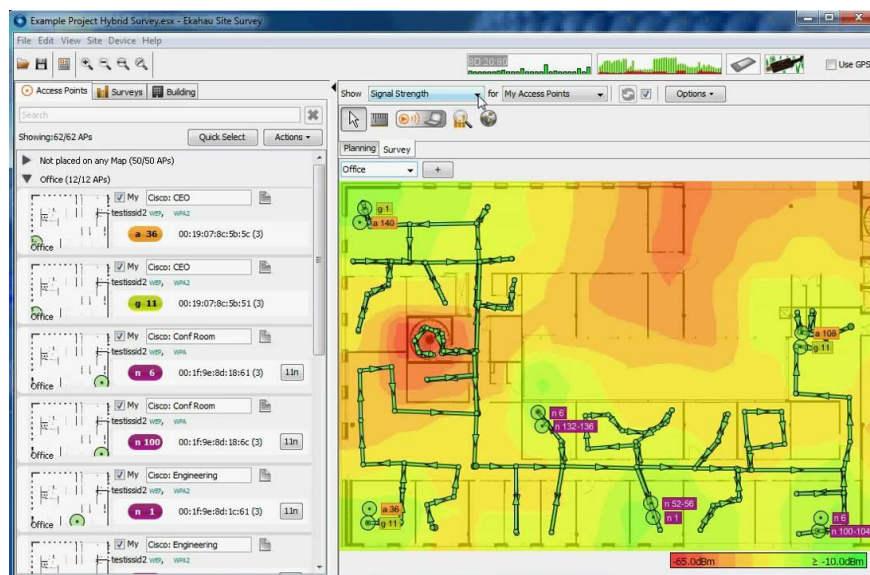 Example Project Hybrid Survey.esx - Ekahau Site Survey
File Edit View Site Device Help
Use GPS
Access Points Surveys Building
Show Signal Strength for My Access Points Options
Search
Showing:62/62 APs Quick Select Actions
Planning Survey
Not placed on any Map (50/50 APs)
Office +
Office (12/12 APs)
My Cisco: CEO
testissid2 WEP, WPA2
a 36 00:19:07:8c:5b:5c (3)
Office
My Cisco: CEO
testissid2 WEP, WPA2
g 11 00:19:07:8c:5b:51 (3)
Office
My Cisco: Conf Room
testissid2 WEP, WPA
n 6 00:1f:9e:8d:18:61 (3) 11n
Office
My Cisco: Conf Room
testissid2 WEP, WPA
n 100 00:1f:9e:8d:18:6c (3) 11n
Office
My Cisco: Engineering
testissid2 WEP, WPA2
n 1 00:1f:9e:8d:1c:61 (3) 11n
Office
My Cisco: Engineering
testissid2 WEP, WPA2
g 1
a 140
a 108
g 11
n 6
n 132-136
n 52-56
n 1
a 36
g 11
n 6
n 100-104
-65.0dBm ≥ -10.0dBm